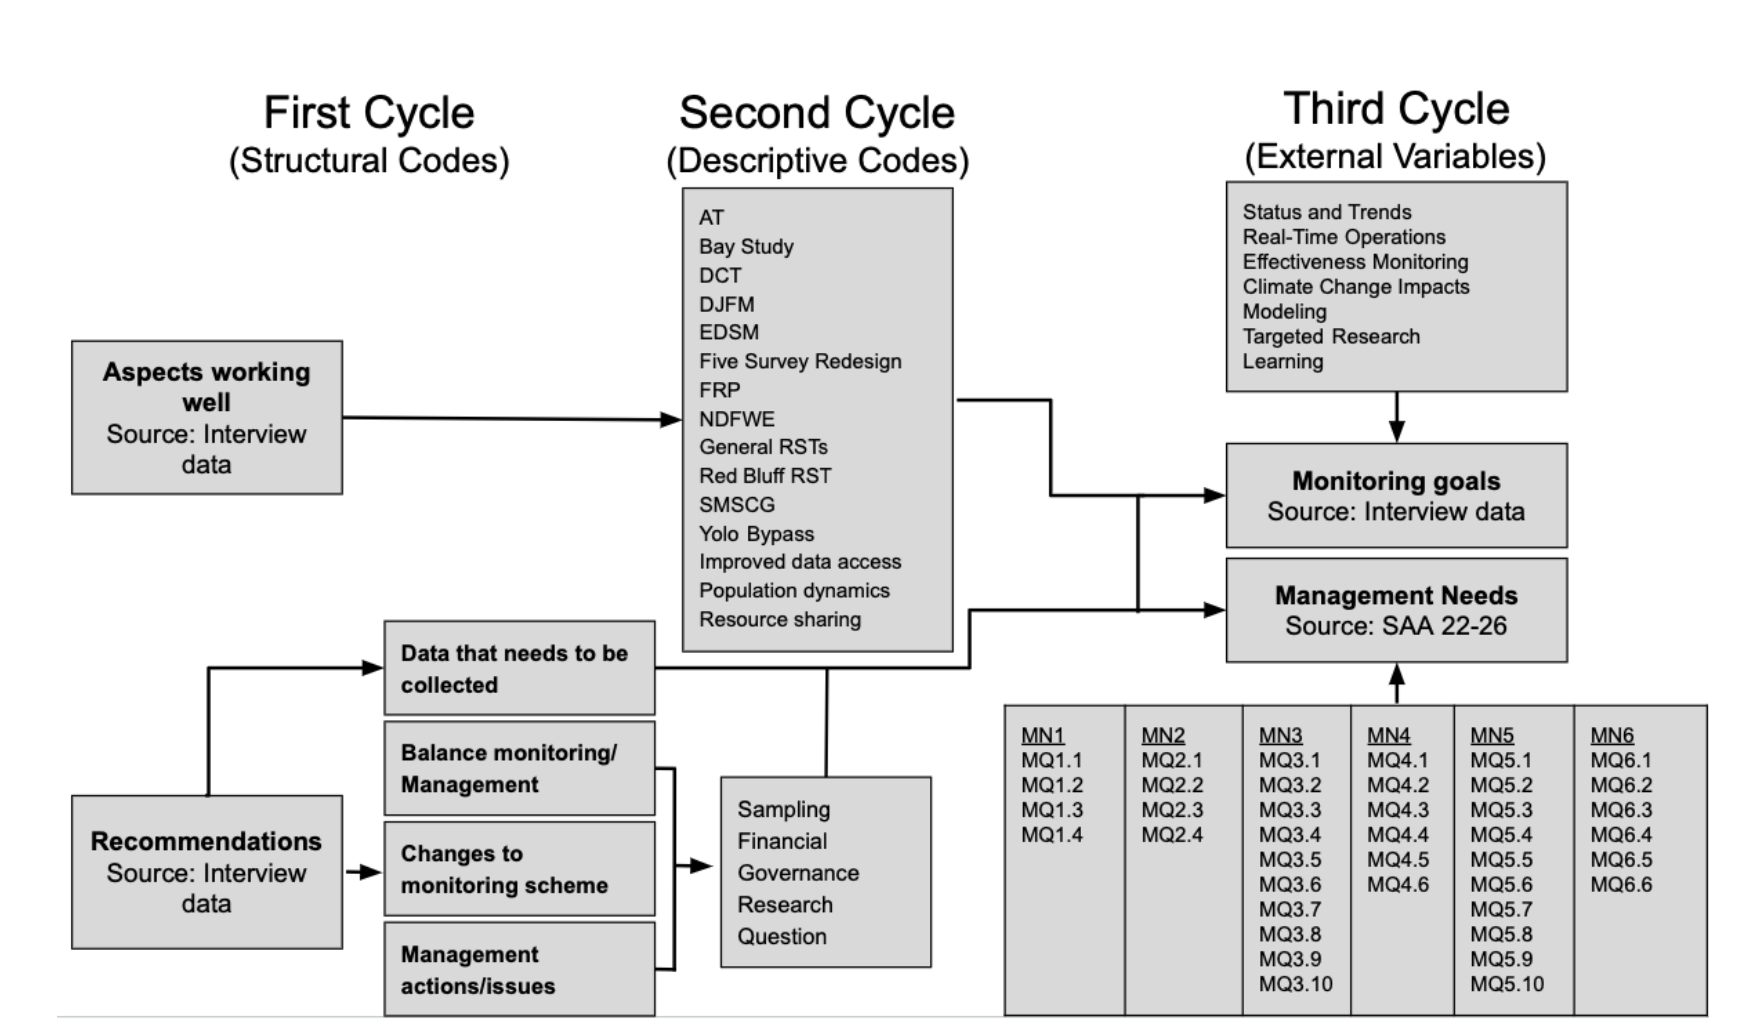 First Cycle
(Structural Codes)
Second Cycle
(Descriptive Codes)
Third Cycle
(External Variables)
Aspects working
well
Source: Interview
data
AT
Bay Study
DCT
DJFM
EDSM
Five Survey Redesign
FRP
NDFWE
General RSTs
Red Bluff RST
SMSCG
Yolo Bypass
Improved data access
Population dynamics
Resource sharing
Status and Trends
Real-Time Operations
Effectiveness Monitoring
Climate Change Impacts
Modeling
Targeted Research
Learning
Monitoring goals
Source: Interview data
Management Needs
Source: SAA 22-26
Recommendations
Source: Interview
data
Data that needs to be
collected
Balance monitoring/
Management
Changes to
monitoring scheme
Management
actions/issues
Sampling
Financial
Governance
Research
Question
MN1
MQ1.1
MQ1.2
MQ1.3
MQ1.4
MN2
MQ2.1
MQ2.2
MQ2.3
MQ2.4
MN3
MQ3.1
MQ3.2
MQ3.3
MQ3.4
MQ3.5
MQ3.6
MQ3.7
MQ3.8
MQ3.9
MQ3.10
MN4
MQ4.1
MQ4.2
MQ4.3
MQ4.4
MQ4.5
MQ4.6
MN5
MQ5.1
MQ5.2
MQ5.3
MQ5.4
MQ5.5
MQ5.6
MQ5.7
MQ5.8
MQ5.9
MQ5.10
MN6
MQ6.1
MQ6.2
MQ6.3
MQ6.4
MQ6.5
MQ6.6